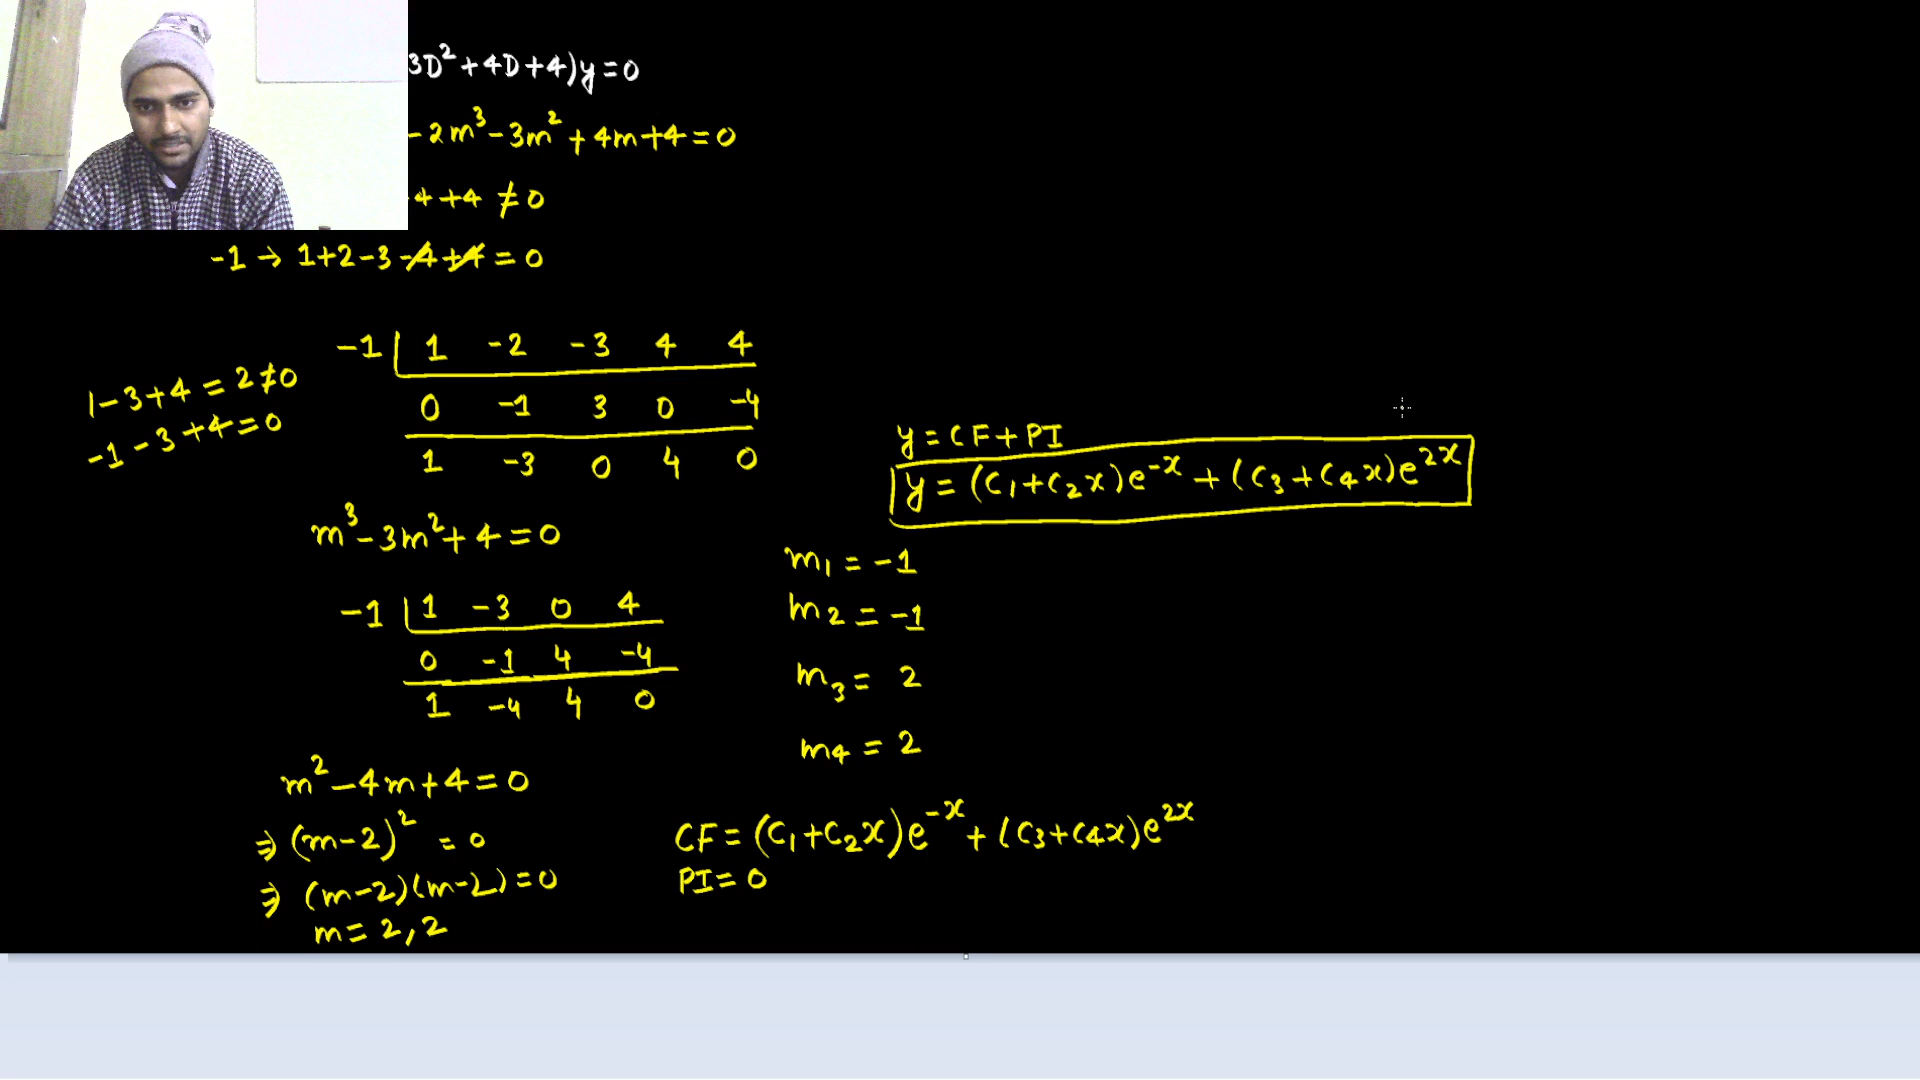 3D²+4D+4)y=0
-2m³-3m²+4m+4=0
4+4≠0
-1→1+2-3-4+4=0
-1 | 1 -2 -3 4 4
0 -1 3 0 -4
1 -3 0 4 0
1-3+4=2≠0
-1-3+4=0
m³-3m²+4=0
-1 | 1 -3 0 4
0 -1 4 -4
1 -4 4 0
m²-4m+4=0
⇒(m-2)²=0
⇒(m-2)(m-2)=0
m=2,2
y=CF+PI
y=(C₁+C₂x)e⁻ˣ+(C₃+C₄x)e²ˣ
m₁=-1
m₂=-1
m₃=2
m₄=2
CF=(C₁+C₂x)e⁻ˣ+(C₃+C₄x)e²ˣ
PI=0